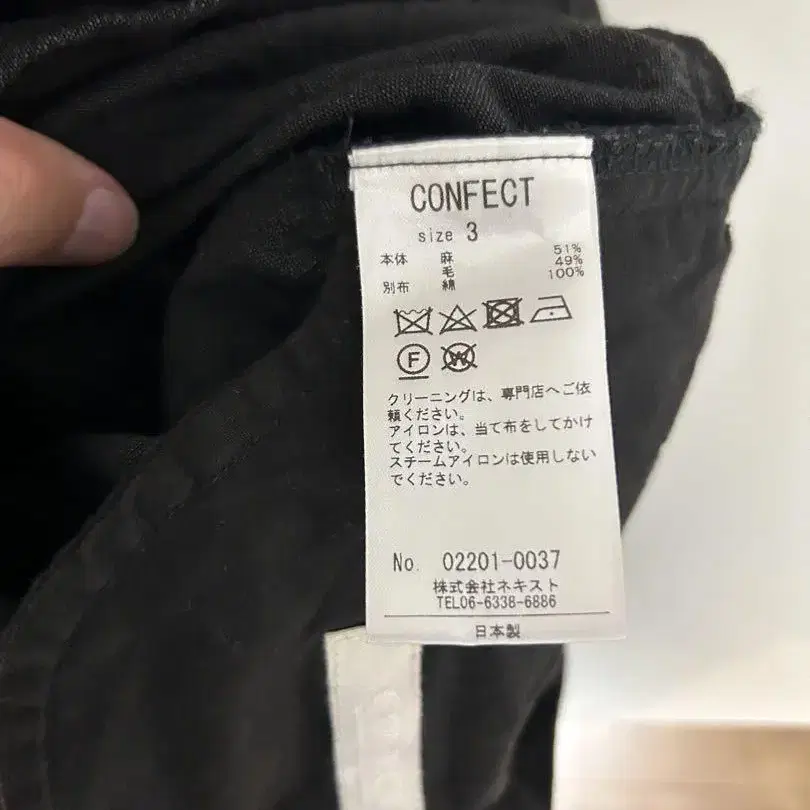 CONFECT
size 3
本体 麻 51%
毛 49%
別布 綿 100%
F W
クリーニングは、専門店へご依
頼ください。
アイロンは、当て布をしてかけ
てください。
スチームアイロンは使用しない
でください。
No. 02201-0037
株式会社ネキスト
TEL06-6338-6886
日本製